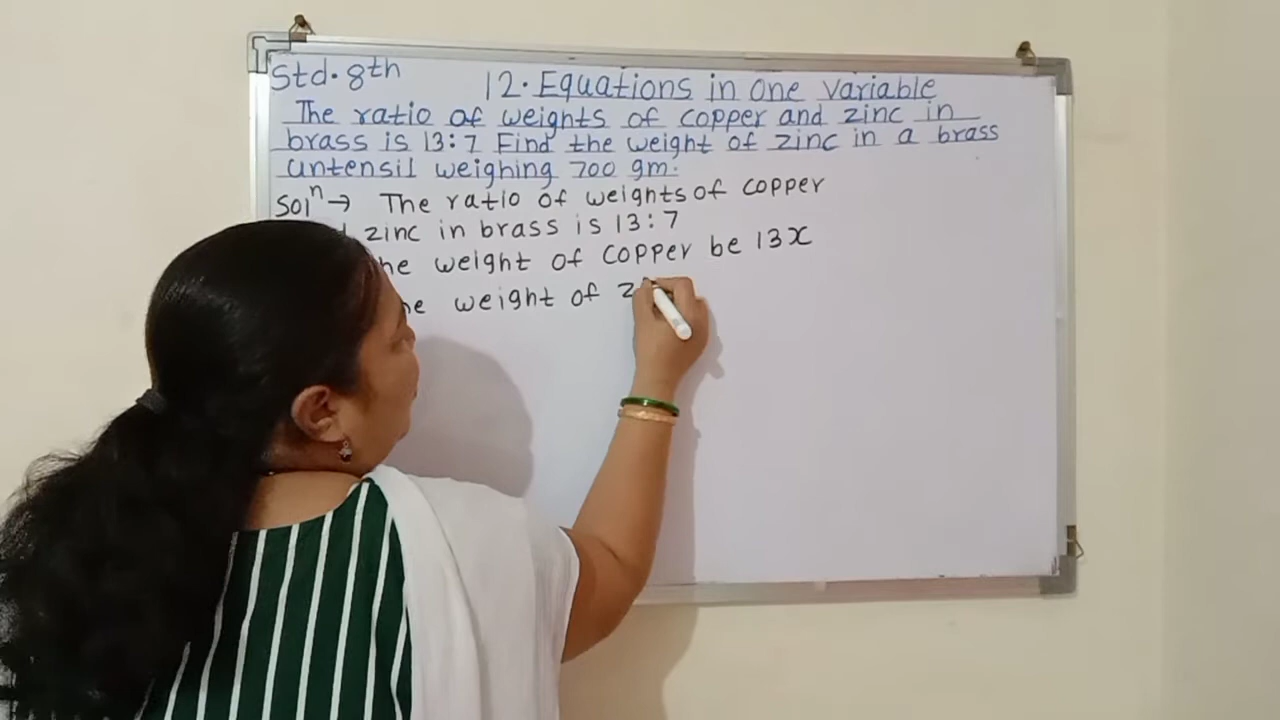 Std. 8th
12. Equations in one variable
The ratio of weights of copper and zinc in
brass is 13:7 Find the weight of zinc in a brass
untensil weighing 700 gm.
Solⁿ → The ratio of weights of copper
zinc in brass is 13:7
weight of copper be 13x
weight of